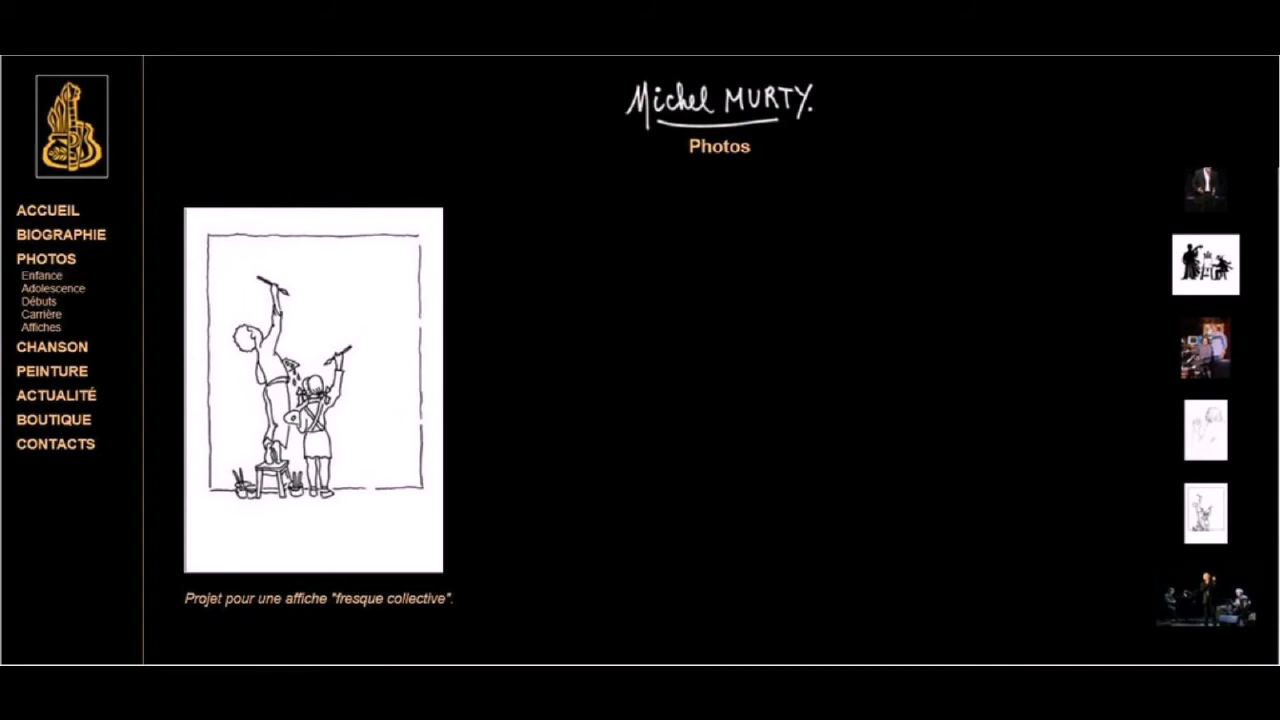 Michel MURTY.
Photos
ACCUEIL
BIOGRAPHIE
PHOTOS
Enfance
Adolescence
Débuts
Carrière
Affiches
CHANSON
PEINTURE
ACTUALITÉ
BOUTIQUE
CONTACTS
Projet pour une affiche "fresque collective".